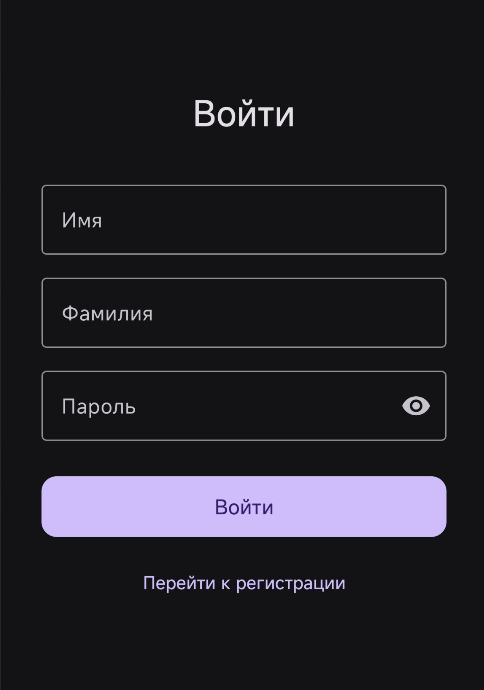 Войти
Имя
Фамилия
Пароль
Войти
Перейти к регистрации